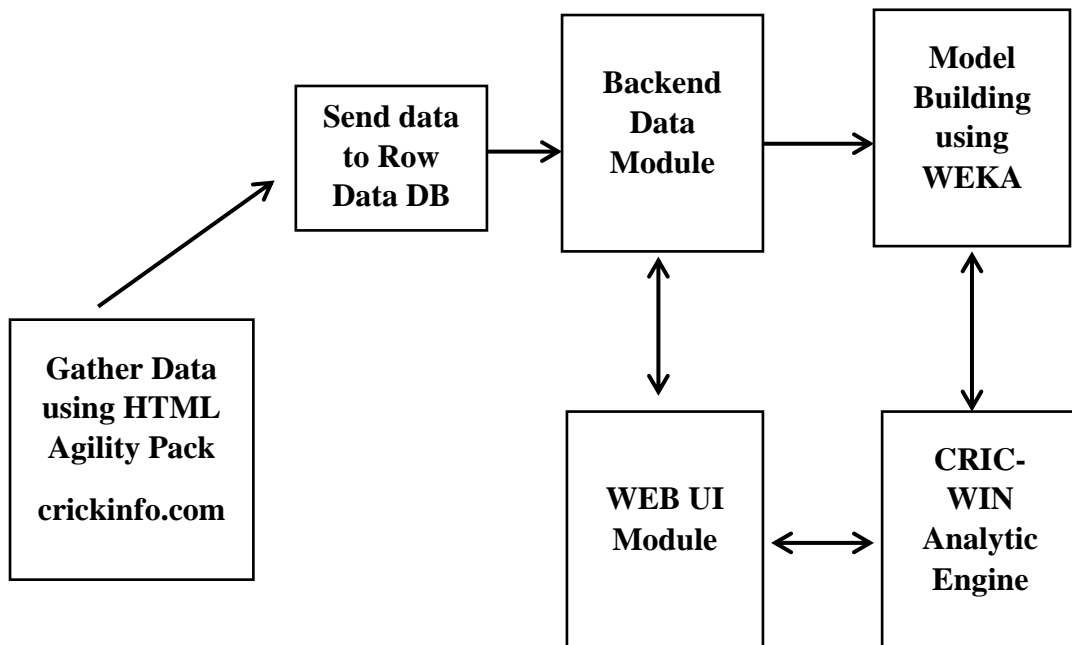 Gather Data
using HTML
Agility Pack
crickinfo.com
Send data
to Row
Data DB
Backend
Data
Module
Model
Building
using
WEKA
WEB UI
Module
CRIC-
WIN
Analytic
Engine